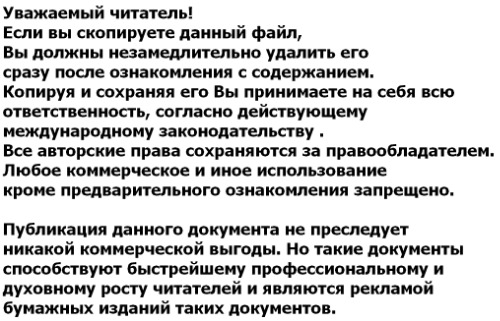 Уважаемый читатель!
Если вы скопируете данный файл,
Вы должны незамедлительно удалить его
сразу после ознакомления с содержанием.
Копируя и сохраняя его Вы принимаете на себя всю
ответственность, согласно действующему
международному законодательству .
Все авторские права сохраняются за правообладателем.
Любое коммерческое и иное использование
кроме предварительного ознакомления запрещено.

Публикация данного документа не преследует
никакой коммерческой выгоды. Но такие документы
способствуют быстрейшему профессиональному и
духовному росту читателей и являются рекламой
бумажных изданий таких документов.